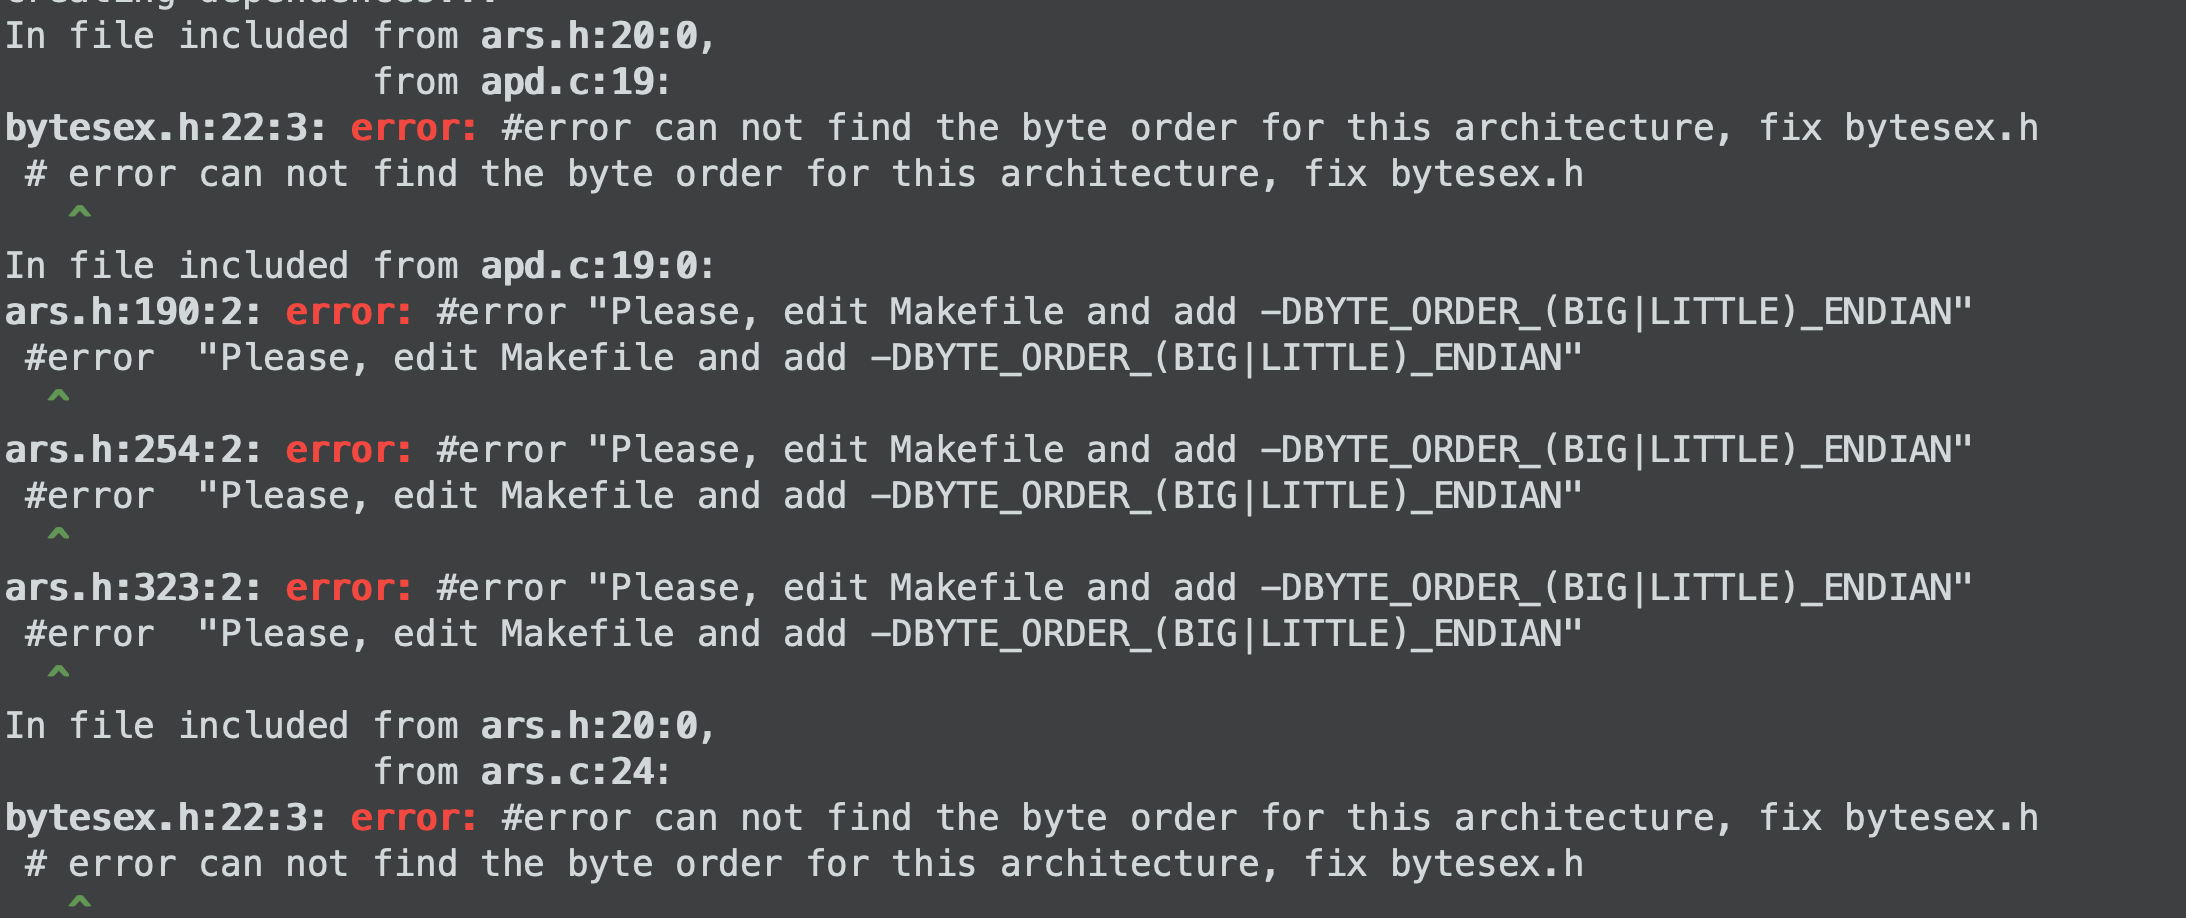 creating dependences...
In file included from ars.h:20:0,
                 from apd.c:19:
bytesex.h:22:3: error: #error can not find the byte order for this architecture, fix bytesex.h
 # error can not find the byte order for this architecture, fix bytesex.h
   ^
In file included from apd.c:19:0:
ars.h:190:2: error: #error "Please, edit Makefile and add -DBYTE_ORDER_(BIG|LITTLE)_ENDIAN"
 #error  "Please, edit Makefile and add -DBYTE_ORDER_(BIG|LITTLE)_ENDIAN"
  ^
ars.h:254:2: error: #error "Please, edit Makefile and add -DBYTE_ORDER_(BIG|LITTLE)_ENDIAN"
 #error  "Please, edit Makefile and add -DBYTE_ORDER_(BIG|LITTLE)_ENDIAN"
  ^
ars.h:323:2: error: #error "Please, edit Makefile and add -DBYTE_ORDER_(BIG|LITTLE)_ENDIAN"
 #error  "Please, edit Makefile and add -DBYTE_ORDER_(BIG|LITTLE)_ENDIAN"
  ^
In file included from ars.h:20:0,
                 from ars.c:24:
bytesex.h:22:3: error: #error can not find the byte order for this architecture, fix bytesex.h
 # error can not find the byte order for this architecture, fix bytesex.h
   ^